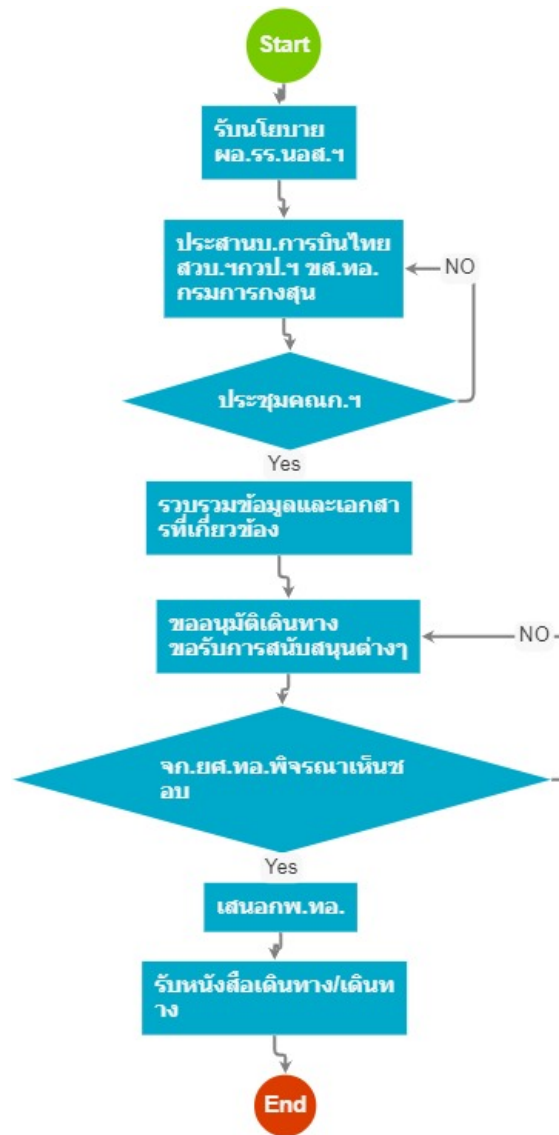 Start
รับนโยบาย
ผอ.รร.นอส.ฯ
ประสานบ.การบินไทย
สวบ.ฯกวป.ฯ ขส.ทอ.
กรมการกงสุน
NO
ประชุมคณก.ฯ
Yes
รวบรวมข้อมูลและเอกสา
รที่เกี่ยวข้อง
ขออนุมัติเดินทาง
ขอรับการสนับสนุนต่างๆ
NO
จก.ยศ.ทอ.พิจรณาเห็นช
อบ
Yes
เสนอกพ.ทอ.
รับหนังสือเดินทาง/เดินท
าง
End